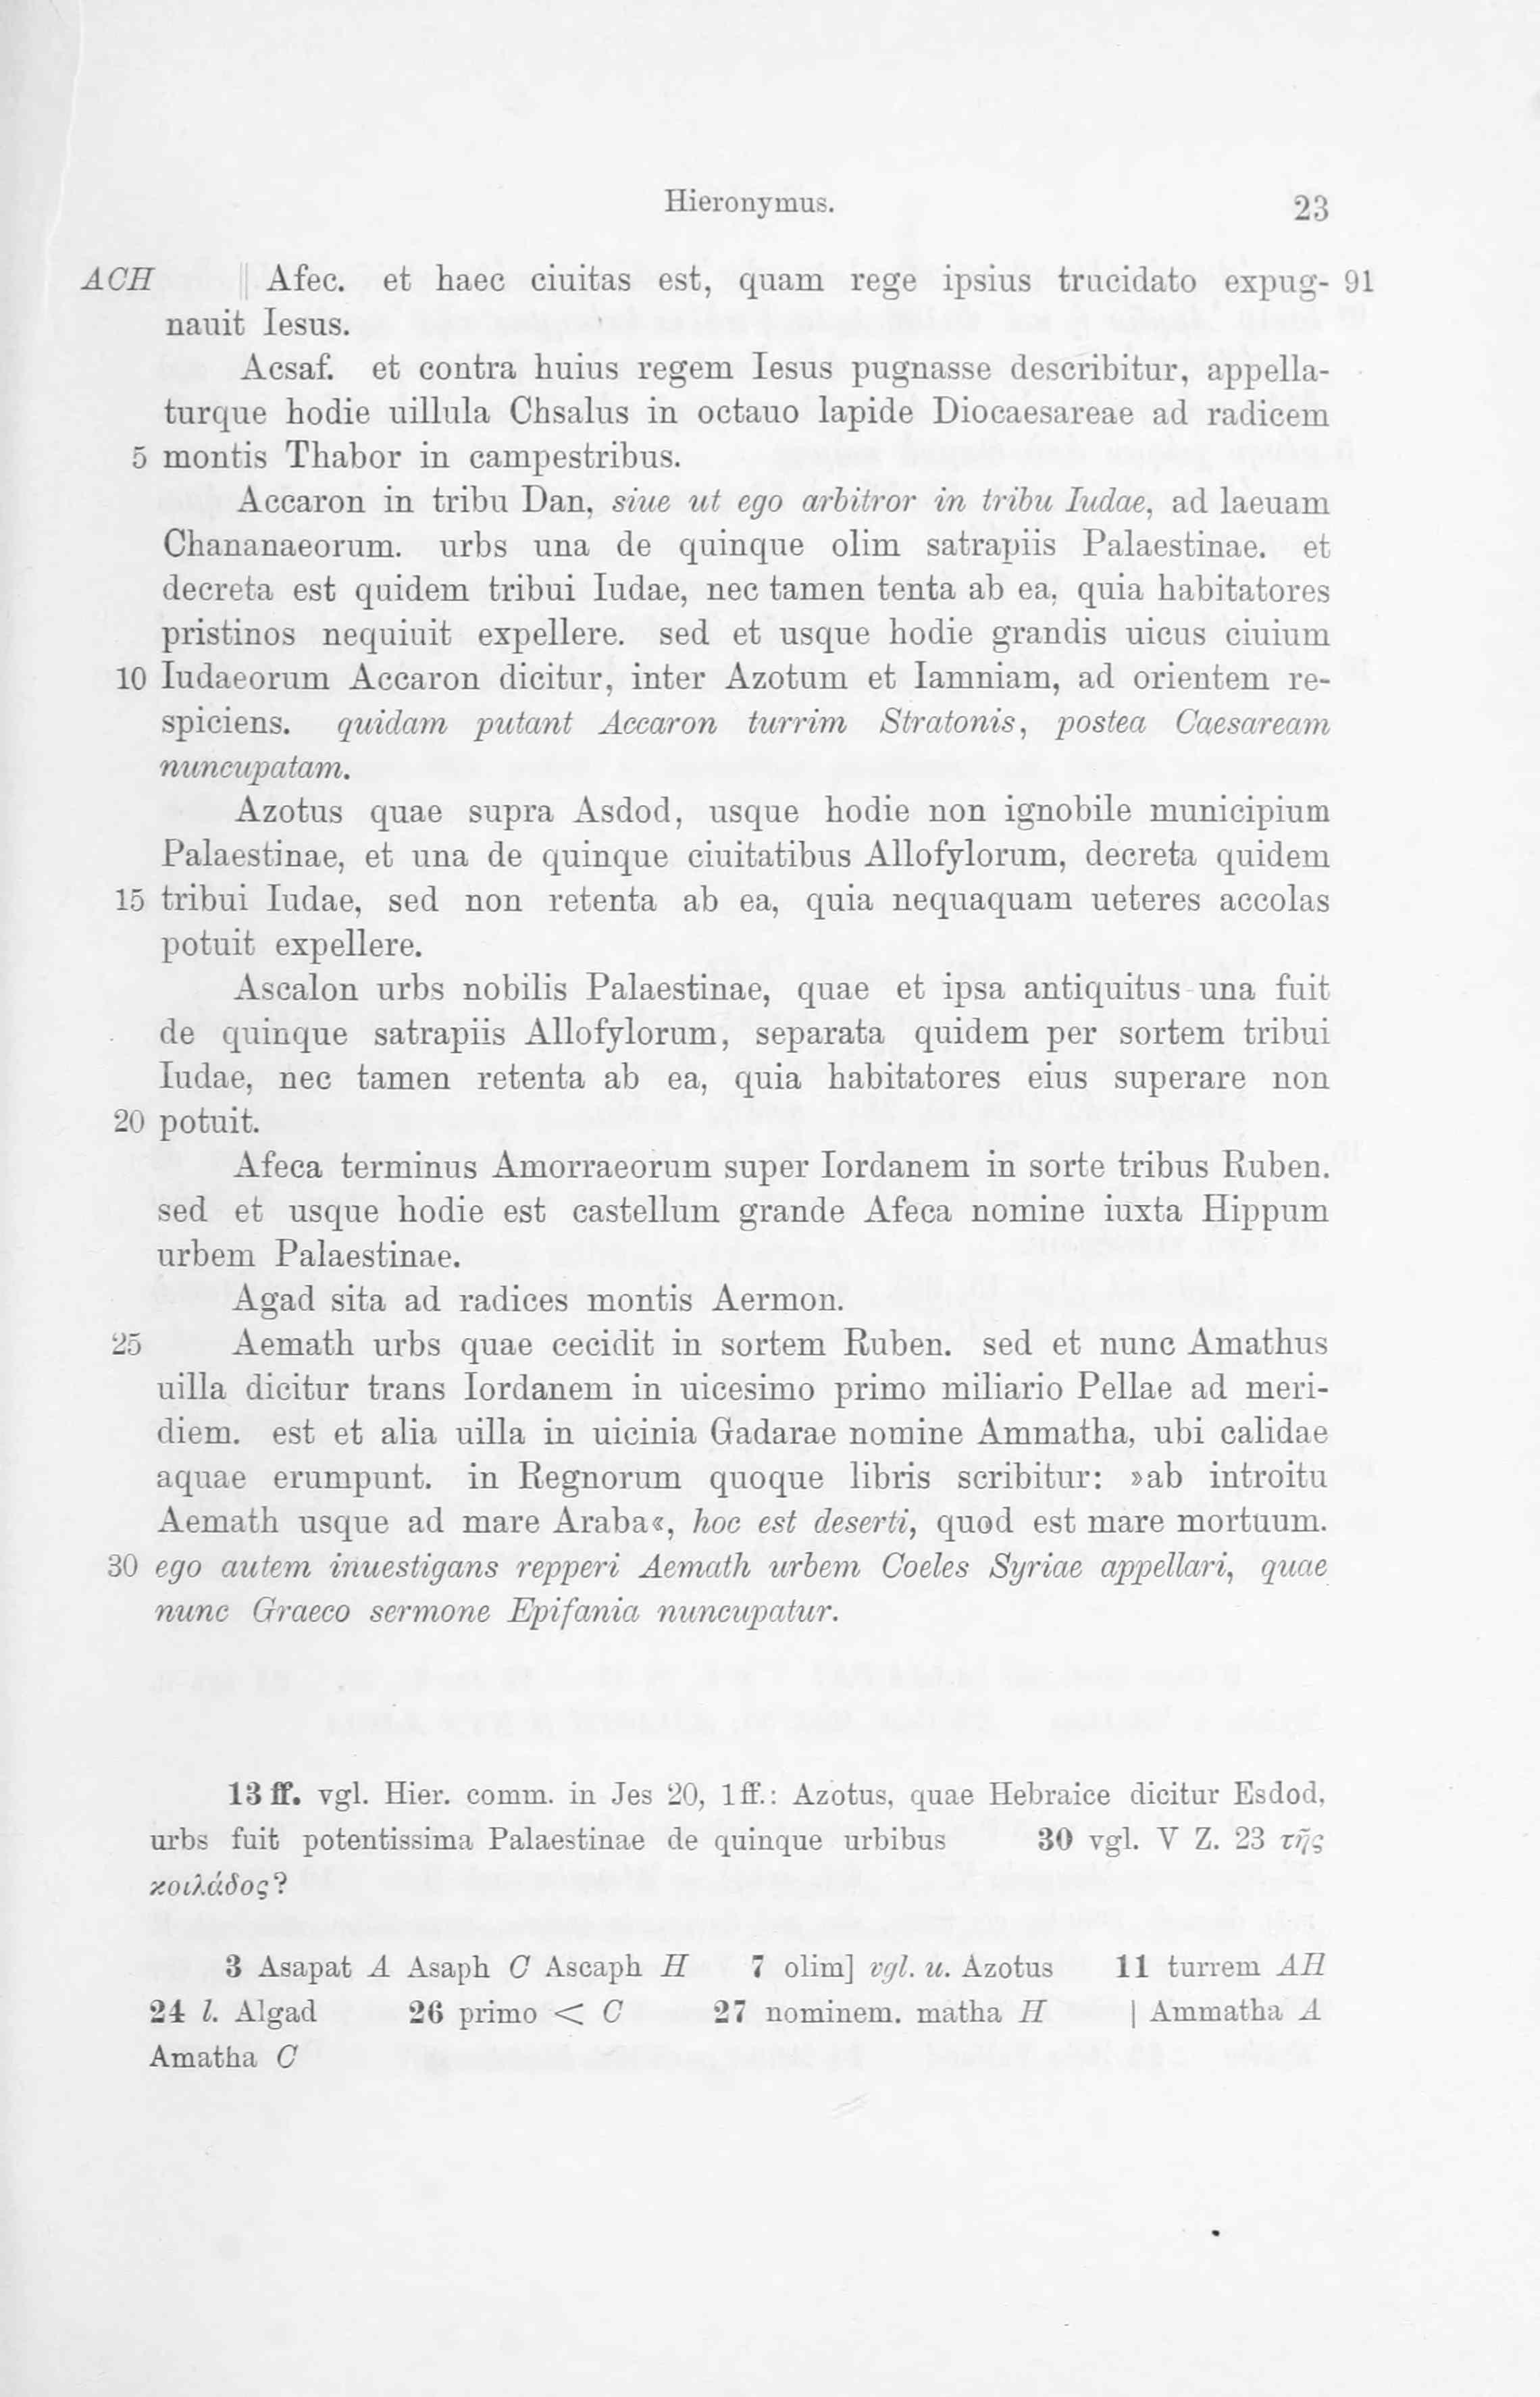 Hieronymus. 23
ACH || Afec. et haec ciuitas est, quam rege ipsius trucidato expug- 91
nauit Iesus.
Acsaf. et contra huius regem Iesus pugnasse describitur, appella-
turque hodie uillula Chsalus in octauo lapide Diocaesareae ad radicem
5 montis Thabor in campestribus.
Accaron in tribu Dan, siue ut ego arbitror in tribu Iudae, ad laeuam
Chananaeorum. urbs una de quinque olim satrapiis Palaestinae. et
decreta est quidem tribui Iudae, nec tamen tenta ab ea, quia habitatores
pristinos nequiuit expellere. sed et usque hodie grandis uicus ciuium
10 Iudaeorum Accaron dicitur, inter Azotum et Iamniam, ad orientem re-
spiciens. quidam putant Accaron turrim Stratonis, postea Caesaream
nuncupatam.
Azotus quae supra Asdod, usque hodie non ignobile municipium
Palaestinae, et una de quinque ciuitatibus Allofylorum, decreta quidem
15 tribui Iudae, sed non retenta ab ea, quia nequaquam ueteres accolas
potuit expellere.
Ascalon urbs nobilis Palaestinae, quae et ipsa antiquitus una fuit
de quinque satrapiis Allofylorum, separata quidem per sortem tribui
Iudae, nec tamen retenta ab ea, quia habitatores eius superare non
20 potuit.
Afeca terminus Amorraeorum super Iordanem in sorte tribus Ruben.
sed et usque hodie est castellum grande Afeca nomine iuxta Hippum
urbem Palaestinae.
Agad sita ad radices montis Aermon.
25 Aemath urbs quae cecidit in sortem Ruben. sed et nunc Amathus
uilla dicitur trans Iordanem in uicesimo primo miliario Pellae ad meri-
diem. est et alia uilla in uicinia Gadarae nomine Ammatha, ubi calidae
aquae erumpunt. in Regnorum quoque libris scribitur: »ab introitu
Aemath usque ad mare Araba«, hoc est deserti, quod est mare mortuum.
30 ego autem inuestigans repperi Aemath urbem Coeles Syriae appellari, quae
nunc Graeco sermone Epifania nuncupatur.
13 ff. vgl. Hier. comm. in Jes 20, 1ff.: Azotus, quae Hebraice dicitur Esdod,
urbs fuit potentissima Palaestinae de quinque urbibus 30 vgl. V Z. 23 τῆς
κοιλάδος?
3 Asapat A Asaph C Ascaph H 7 olim] vgl. u. Azotus 11 turrem AH
24 l. Algad 26 primo < C 27 nominem. matha H | Ammatha A
Amatha C